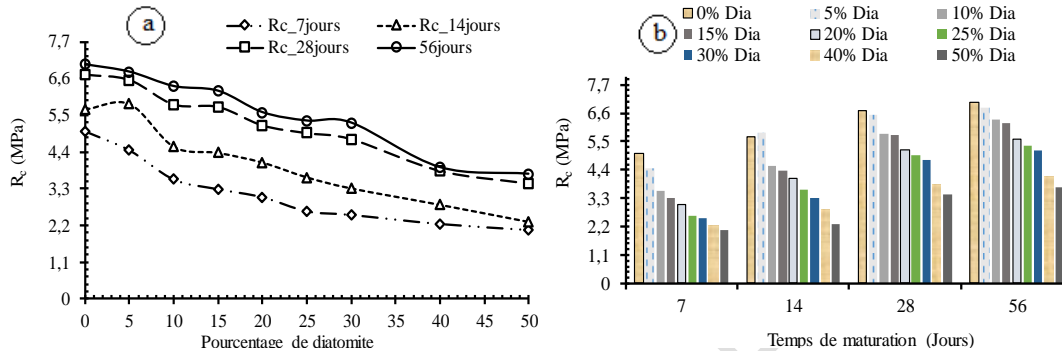 a
Rc_7jours
Rc_14jours
Rc_28jours
56jours
7,7
6,6
5,5
4,4
3,3
2,2
1,1
0
Rc (MPa)
0 5 10 15 20 25 30 35 40 45 50
Pourcentage de diatomite
b
0% Dia 5% Dia 10% Dia
15% Dia 20% Dia 25% Dia
30% Dia 40% Dia 50% Dia
7,7
6,6
5,5
4,4
3,3
2,2
1,1
0
Rc (MPa)
7 14 28 56
Temps de maturation (Jours)